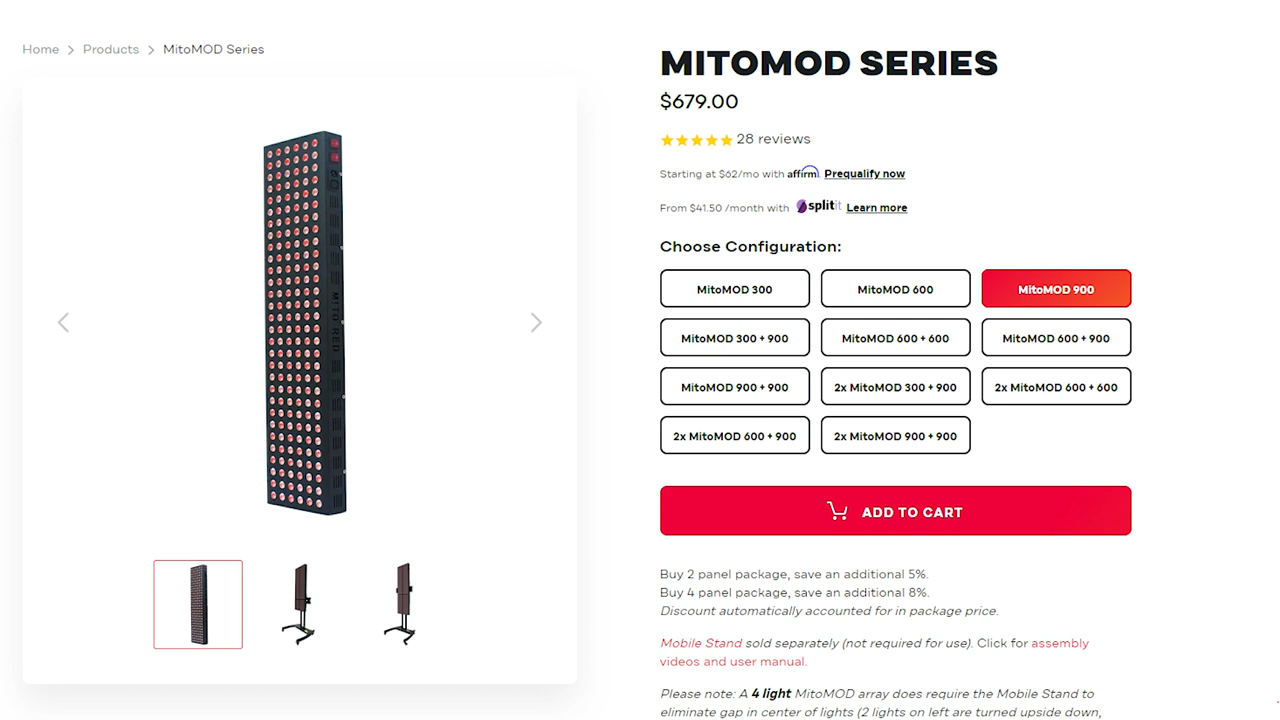 Home > Products > MitoMOD Series
MITOMOD SERIES
$679.00
28 reviews
Starting at $62/mo with affirm. Prequalify now
From $41.50 /month with splitit Learn more
Choose Configuration:
MitoMOD 300
MitoMOD 600
MitoMOD 900
MitoMOD 300 + 900
MitoMOD 600 + 600
MitoMOD 600 + 900
MitoMOD 900 + 900
2x MitoMOD 300 + 900
2x MitoMOD 600 + 600
2x MitoMOD 600 + 900
2x MitoMOD 900 + 900
ADD TO CART
Buy 2 panel package, save an additional 5%.
Buy 4 panel package, save an additional 8%.
Discount automatically accounted for in package price.
Mobile Stand sold separately (not required for use). Click for assembly
videos and user manual.
Please note: A 4 light MitoMOD array does require the Mobile Stand to
eliminate gap in center of lights (2 lights on left are turned upside down,
MITO RED